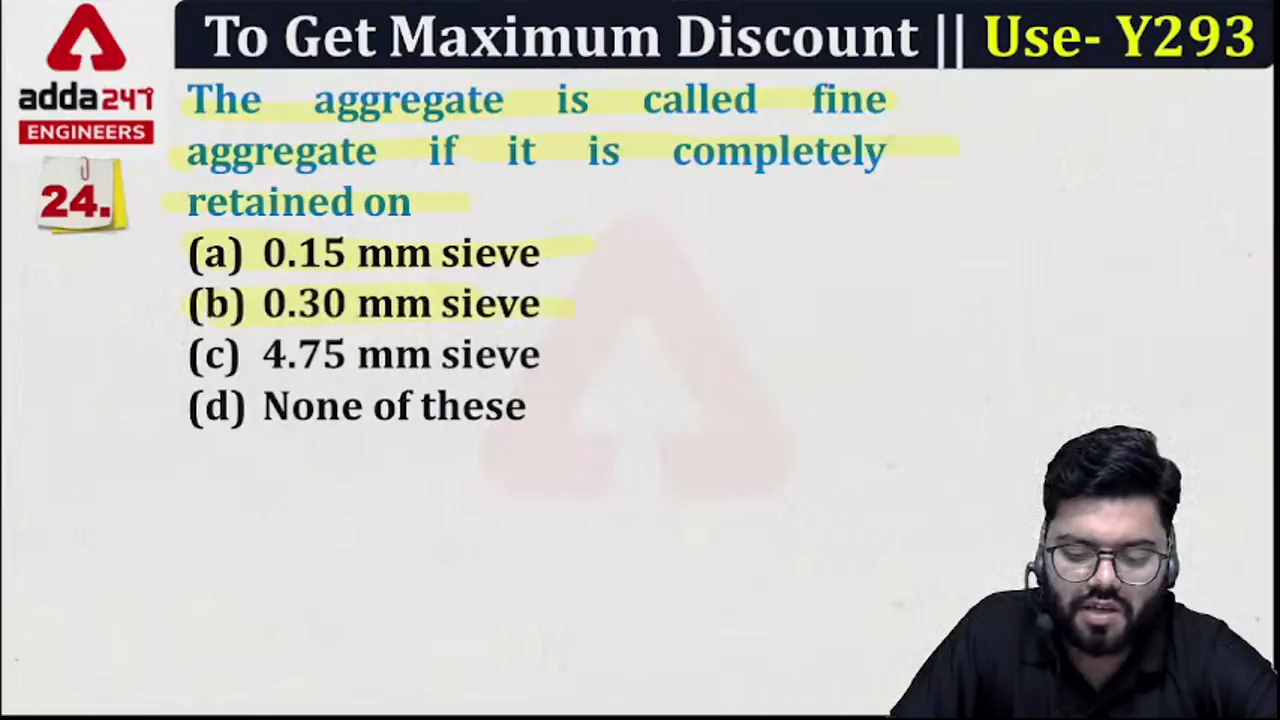 To Get Maximum Discount || Use- Y293
adda247
ENGINEERS
24.
The aggregate is called fine
aggregate if it is completely
retained on
(a) 0.15 mm sieve
(b) 0.30 mm sieve
(c) 4.75 mm sieve
(d) None of these